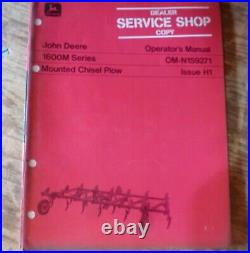 DEALER
SERVICE SHOP
COPY
John Deere
Operator's Manual
1600M Series
OM-N159271
Mounted Chisel Plow
Issue H1